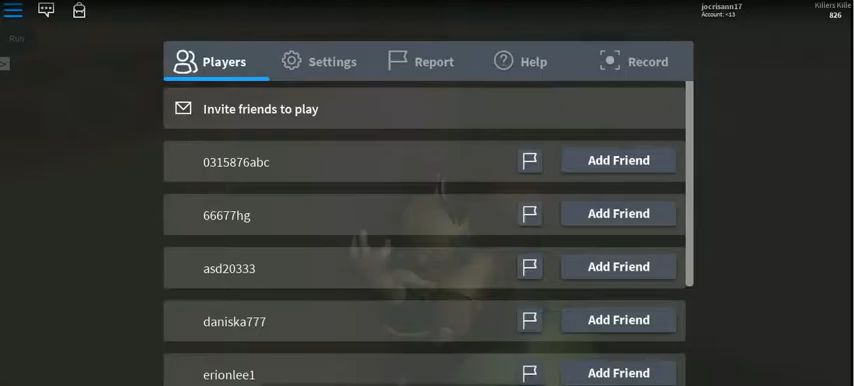 jocrisann17
Account: <13
Killers Kille
826
Run
>
Players
Settings
Report
Help
Record
Invite friends to play
0315876abc
Add Friend
66677hg
Add Friend
asd20333
Add Friend
daniska777
Add Friend
erionlee1
Add Friend